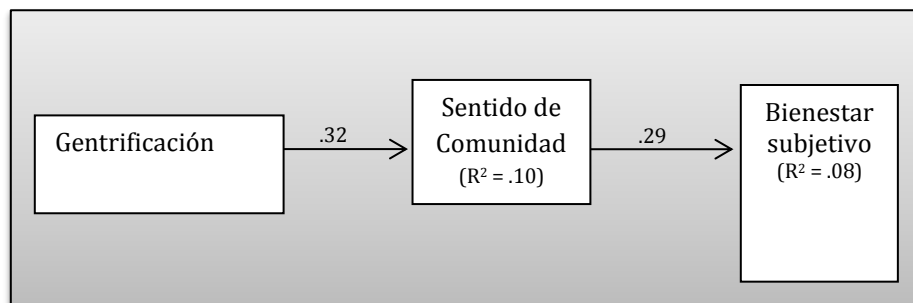 Gentrificación
.32
Sentido de
Comunidad
(R² = .10)
.29
Bienestar
subjetivo
(R² = .08)